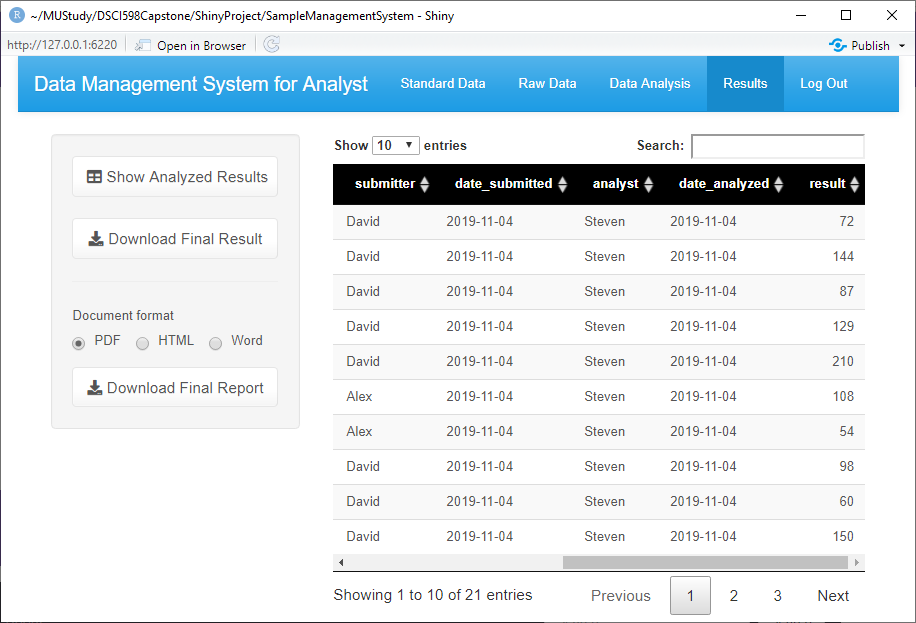 R ~/MUStudy/DSCI598Capstone/ShinyProject/SampleManagementSystem - Shiny
http://127.0.0.1:6220 Open in Browser Publish
Data Management System for Analyst Standard Data Raw Data Data Analysis Results Log Out
Show Analyzed Results
Download Final Result
Document format
PDF HTML Word
Download Final Report
Show 10 entries Search:
submitter date_submitted analyst date_analyzed result
David 2019-11-04 Steven 2019-11-04 72
David 2019-11-04 Steven 2019-11-04 144
David 2019-11-04 Steven 2019-11-04 87
David 2019-11-04 Steven 2019-11-04 129
David 2019-11-04 Steven 2019-11-04 210
Alex 2019-11-04 Steven 2019-11-04 108
Alex 2019-11-04 Steven 2019-11-04 54
David 2019-11-04 Steven 2019-11-04 98
David 2019-11-04 Steven 2019-11-04 60
David 2019-11-04 Steven 2019-11-04 150
Showing 1 to 10 of 21 entries Previous 1 2 3 Next